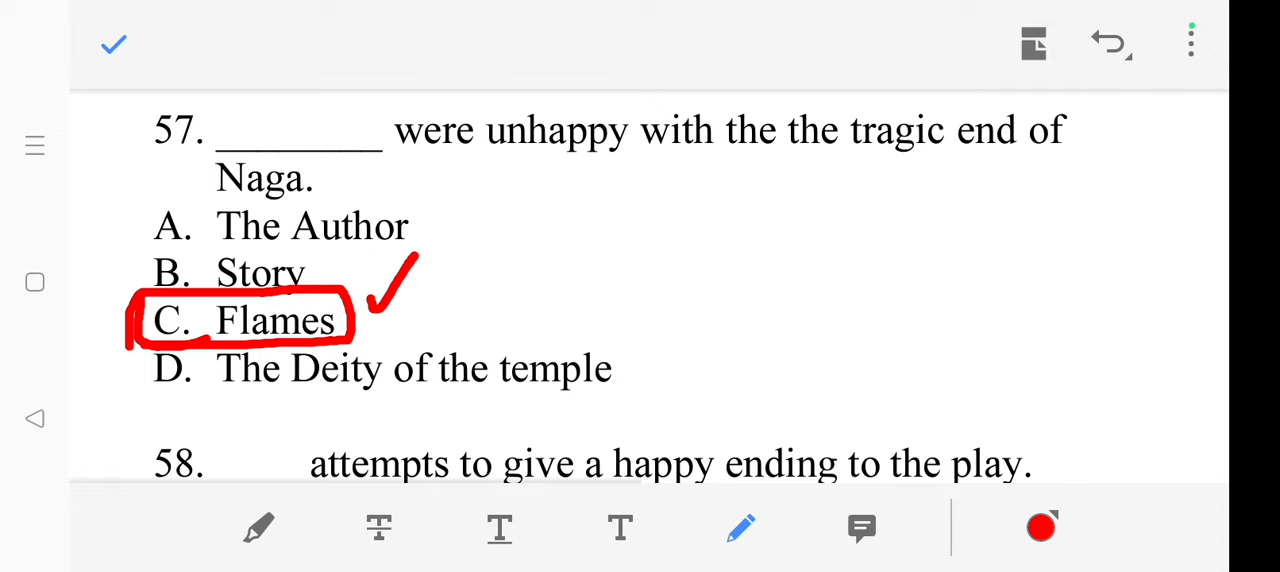 57. ________ were unhappy with the the tragic end of
Naga.
A. The Author
B. Story
C. Flames
D. The Deity of the temple
58. ____ attempts to give a happy ending to the play.